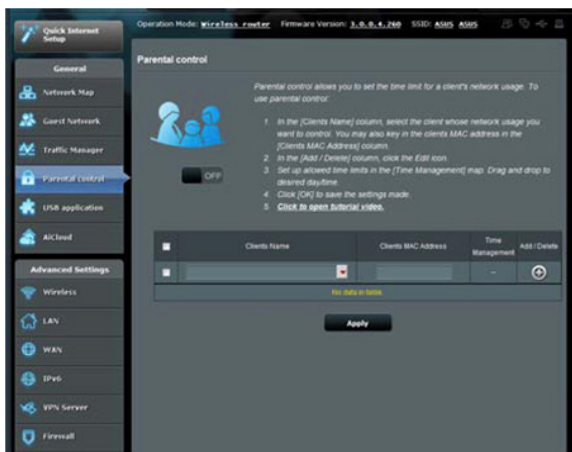 Quick Internet
Setup
Operation Mode: Wireless router Firmware Version: 3.0.0.4.260 SSID: ASUS ASUS
General
Network Map
Guest Network
Traffic Manager
Parental control
USB application
AiCloud
Advanced Settings
Wireless
LAN
WAN
IPv6
VPN Server
Firewall
Parental control
Parental control allows you to set the time limit for a client's network usage. To
use parental control:
1. In the [Clients Name] column, select the client whose network usage you
want to control. You may also key in the clients MAC address in the
[Clients MAC Address] column.
2. In the [Add / Delete] column, click the Edit icon.
3. Set up allowed time limits in the [Time Management] map. Drag and drop to
desired day/time.
4. Click [OK] to save the settings made.
5. Click to open tutorial video.
OFF
Clients Name Clients MAC Address Time Management Add / Delete
--
No data in table.
Apply